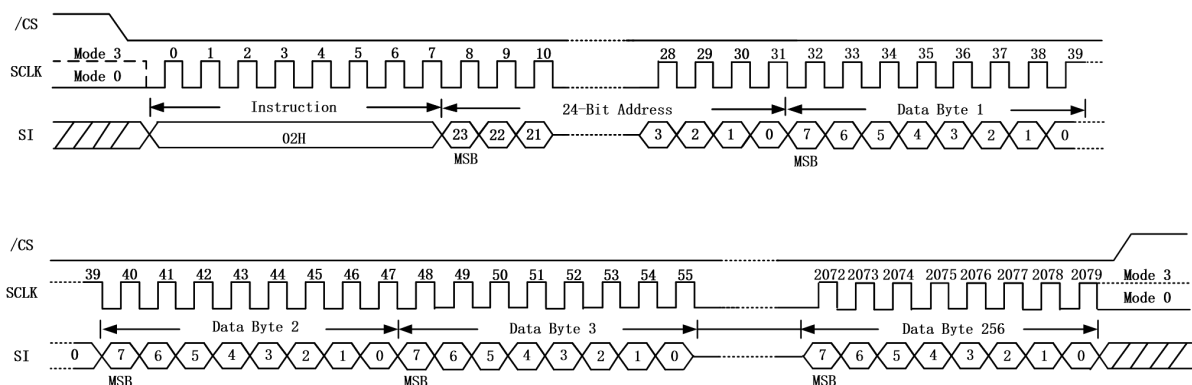 /CS
Mode 3 0 1 2 3 4 5 6 7 8 9 10 28 29 30 31 32 33 34 35 36 37 38 39
SCLK
Mode 0
Instruction 24-Bit Address Data Byte 1
SI 02H 23 22 21 3 2 1 0 7 6 5 4 3 2 1 0
MSB MSB
/CS
39 40 41 42 43 44 45 46 47 48 49 50 51 52 53 54 55 2072 2073 2074 2075 2076 2077 2078 2079 Mode 3
SCLK
Mode 0
Data Byte 2 Data Byte 3 Data Byte 256
SI 0 7 6 5 4 3 2 1 0 7 6 5 4 3 2 1 0 7 6 5 4 3 2 1 0
MSB MSB MSB